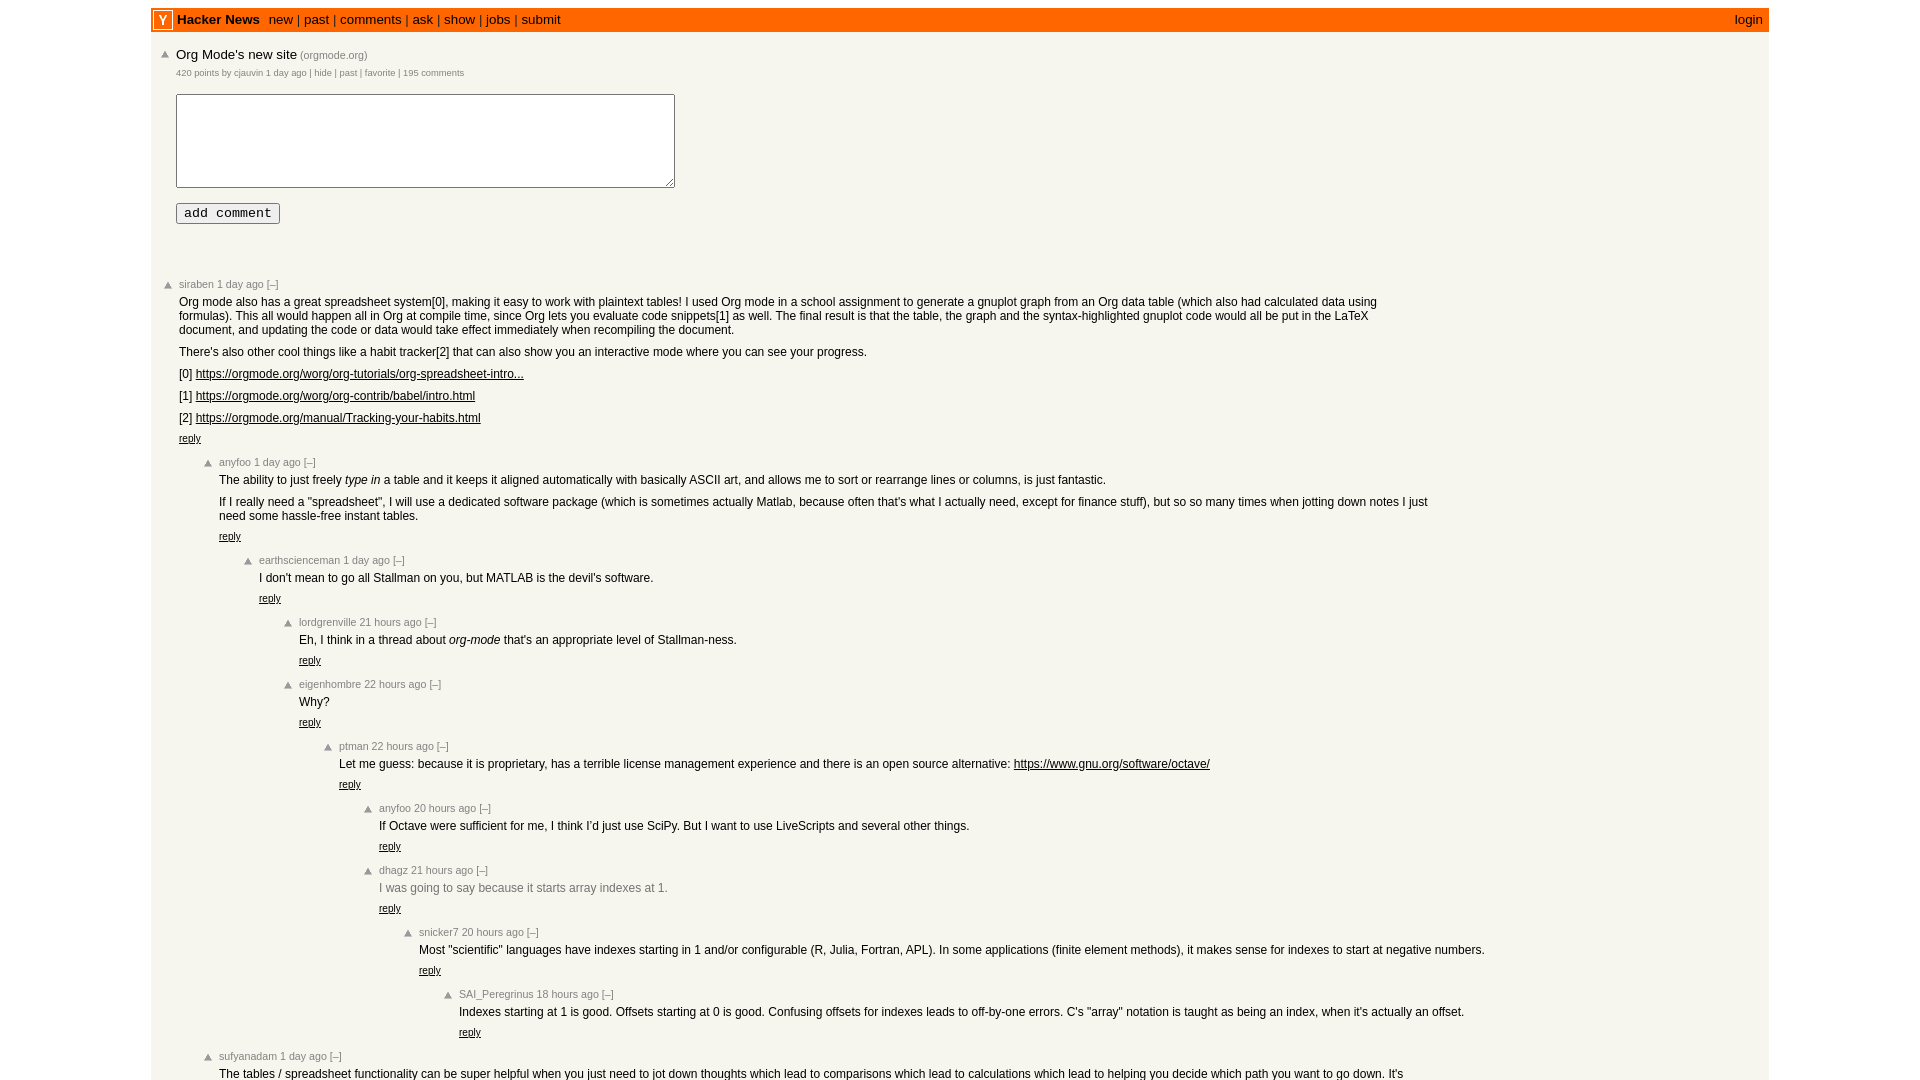 Y Hacker News new | past | comments | ask | show | jobs | submit login
Org Mode's new site (orgmode.org)
420 points by cjauvin 1 day ago | hide | past | favorite | 195 comments
add comment
siraben 1 day ago [–]
Org mode also has a great spreadsheet system[0], making it easy to work with plaintext tables! I used Org mode in a school assignment to generate a gnuplot graph from an Org data table (which also had calculated data using
formulas). This all would happen all in Org at compile time, since Org lets you evaluate code snippets[1] as well. The final result is that the table, the graph and the syntax-highlighted gnuplot code would all be put in the LaTeX
document, and updating the code or data would take effect immediately when recompiling the document.
There's also other cool things like a habit tracker[2] that can also show you an interactive mode where you can see your progress.
[0] https://orgmode.org/worg/org-tutorials/org-spreadsheet-intro...
[1] https://orgmode.org/worg/org-contrib/babel/intro.html
[2] https://orgmode.org/manual/Tracking-your-habits.html
reply
anyfoo 1 day ago [–]
The ability to just freely type in a table and it keeps it aligned automatically with basically ASCII art, and allows me to sort or rearrange lines or columns, is just fantastic.
If I really need a "spreadsheet", I will use a dedicated software package (which is sometimes actually Matlab, because often that's what I actually need, except for finance stuff), but so so many times when jotting down notes I just
need some hassle-free instant tables.
reply
earthscienceman 1 day ago [–]
I don't mean to go all Stallman on you, but MATLAB is the devil's software.
reply
lordgrenville 21 hours ago [–]
Eh, I think in a thread about org-mode that's an appropriate level of Stallman-ness.
reply
eigenhombre 22 hours ago [–]
Why?
reply
ptman 22 hours ago [–]
Let me guess: because it is proprietary, has a terrible license management experience and there is an open source alternative: https://www.gnu.org/software/octave/
reply
anyfoo 20 hours ago [–]
If Octave were sufficient for me, I think I’d just use SciPy. But I want to use LiveScripts and several other things.
reply
dhagz 21 hours ago [–]
I was going to say because it starts array indexes at 1.
reply
snicker7 20 hours ago [–]
Most "scientific" languages have indexes starting in 1 and/or configurable (R, Julia, Fortran, APL). In some applications (finite element methods), it makes sense for indexes to start at negative numbers.
reply
SAI_Peregrinus 18 hours ago [–]
Indexes starting at 1 is good. Offsets starting at 0 is good. Confusing offsets for indexes leads to off-by-one errors. C's "array" notation is taught as being an index, when it's actually an offset.
reply
sufyanadam 1 day ago [–]
The tables / spreadsheet functionality can be super helpful when you just need to jot down thoughts which lead to comparisons which lead to calculations which lead to helping you decide which path you want to go down. It's